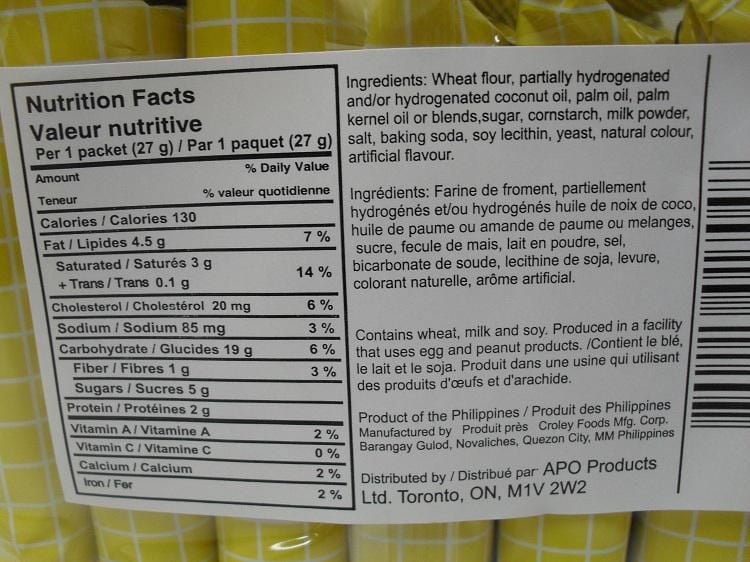 Nutrition Facts
Valeur nutritive
Per 1 packet (27 g) / Par 1 paquet (27 g)
Amount % Daily Value
Teneur % valeur quotidienne
Calories / Calories 130
Fat / Lipides 4.5 g 7 %
Saturated / Saturés 3 g
+ Trans / Trans 0.1 g 14 %
Cholesterol / Cholestérol 20 mg 6 %
Sodium / Sodium 85 mg 3 %
Carbohydrate / Glucides 19 g 6 %
Fiber / Fibres 1 g 3 %
Sugars / Sucres 5 g
Protein / Protéines 2 g
Vitamin A / Vitamine A 2 %
Vitamin C / Vitamine C 0 %
Calcium / Calcium 2 %
Iron / Fer 2 %
Ingredients: Wheat flour, partially hydrogenated
and/or hydrogenated coconut oil, palm oil, palm
kernel oil or blends,sugar, cornstarch, milk powder,
salt, baking soda, soy lecithin, yeast, natural colour,
artificial flavour.
Ingrédients: Farine de froment, partiellement
hydrogénés et/ou hydrogénés huile de noix de coco,
huile de paume ou amande de paume ou melanges,
sucre, fecule de mais, lait en poudre, sel,
bicarbonate de soude, lecithine de soja, levure,
colorant naturelle, arôme artificial.
Contains wheat, milk and soy. Produced in a facility
that uses egg and peanut products. /Contient le blé,
le lait et le soja. Produit dans une usine qui utilisant
des produits d'œufs et d'arachide.
Product of the Philippines / Produit des Philippines
Manufactured by Produit près Croley Foods Mfg. Corp.
Barangay Gulod, Novaliches, Quezon City, MM Philippines
Distributed by / Distribué par APO Products
Ltd. Toronto, ON, M1V 2W2